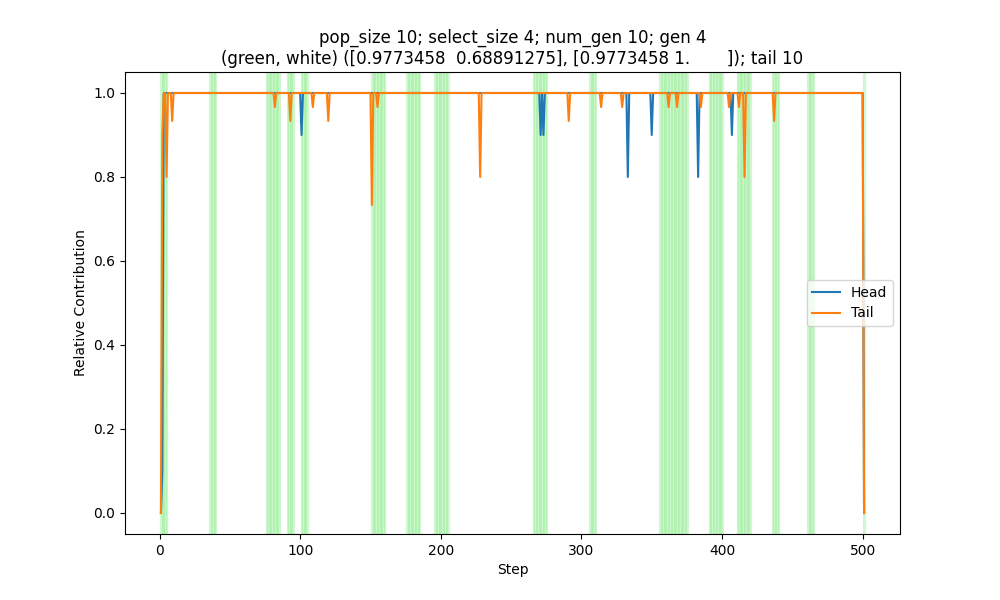 pop_size 10; select_size 4; num_gen 10; gen 4
(green, white) ([0.9773458 0.68891275], [0.9773458 1. ]); tail 10
Relative Contribution
1.0
0.8
0.6
0.4
0.2
0.0
Head
Tail
0 100 200 300 400 500
Step